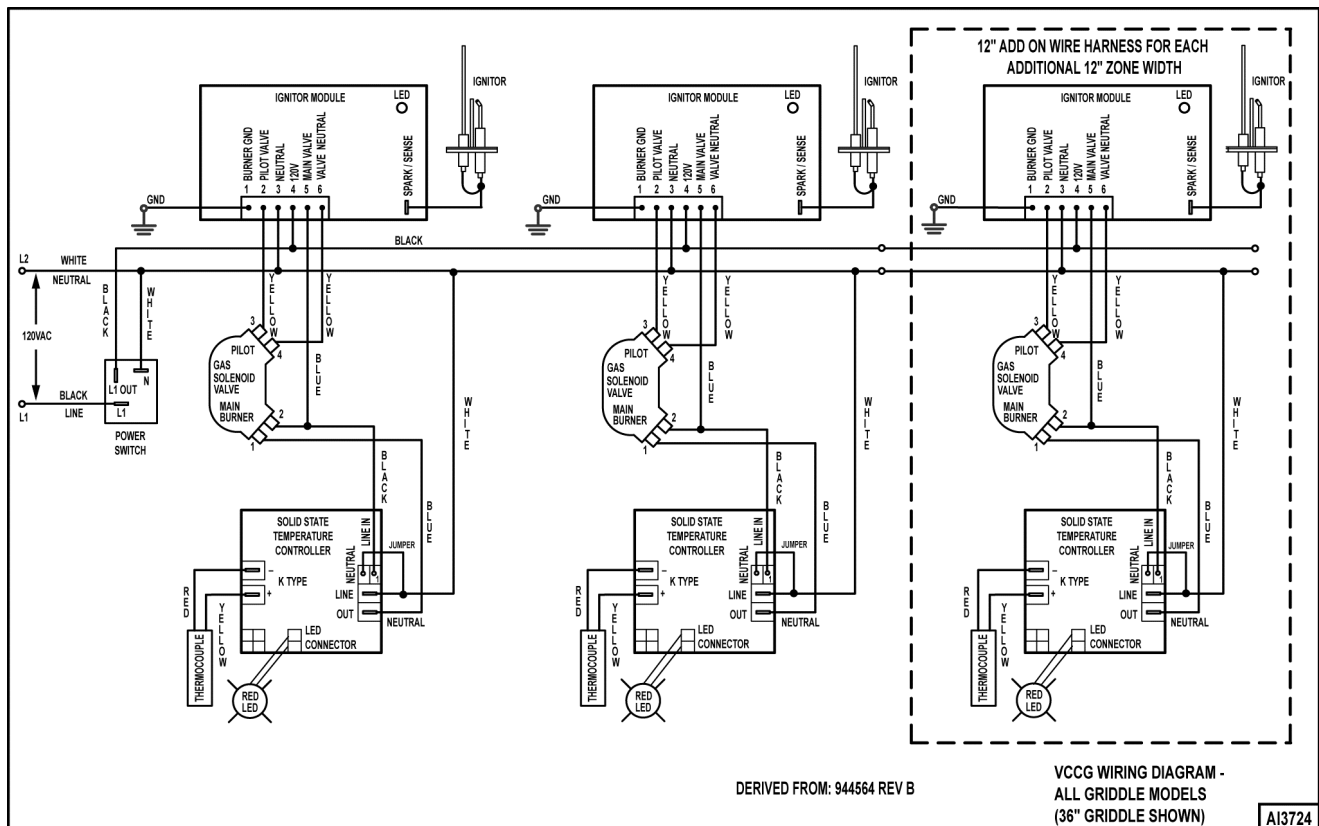 12" ADD ON WIRE HARNESS FOR EACH
ADDITIONAL 12" ZONE WIDTH
IGNITOR MODULE
LED
IGNITOR
BURNER GND
PILOT VALVE
NEUTRAL
120V
MAIN VALVE
VALVE NEUTRAL
1 2 3 4 5 6
SPARK / SENSE
GND
IGNITOR MODULE
LED
IGNITOR
BURNER GND
PILOT VALVE
NEUTRAL
120V
MAIN VALVE
VALVE NEUTRAL
1 2 3 4 5 6
SPARK / SENSE
GND
IGNITOR MODULE
LED
IGNITOR
BURNER GND
PILOT VALVE
NEUTRAL
120V
MAIN VALVE
VALVE NEUTRAL
1 2 3 4 5 6
SPARK / SENSE
GND
BLACK
L2
WHITE
NEUTRAL
120VAC
BLACK
WHITE
L1 OUT
N
L1
BLACK
LINE
L1
POWER
SWITCH
YELLOW
YELLOW
3
PILOT
4
GAS
SOLENOID
VALVE
MAIN
BURNER
2
1
BLUE
BLACK
BLUE
WHITE
YELLOW
YELLOW
3
PILOT
4
GAS
SOLENOID
VALVE
MAIN
BURNER
2
1
BLUE
BLACK
BLUE
WHITE
YELLOW
YELLOW
3
PILOT
4
GAS
SOLENOID
VALVE
MAIN
BURNER
2
1
BLUE
BLACK
BLUE
WHITE
SOLID STATE
TEMPERATURE
CONTROLLER
NEUTRAL
LINE IN
1
JUMPER
–
K TYPE
+
LINE
OUT
NEUTRAL
LED
CONNECTOR
RED
YELLOW
THERMOCOUPLE
RED
LED
SOLID STATE
TEMPERATURE
CONTROLLER
NEUTRAL
LINE IN
1
JUMPER
–
K TYPE
+
LINE
OUT
NEUTRAL
LED
CONNECTOR
RED
YELLOW
THERMOCOUPLE
RED
LED
SOLID STATE
TEMPERATURE
CONTROLLER
NEUTRAL
LINE IN
1
JUMPER
–
K TYPE
+
LINE
OUT
NEUTRAL
LED
CONNECTOR
RED
YELLOW
THERMOCOUPLE
RED
LED
DERIVED FROM: 944564 REV B
VCCG WIRING DIAGRAM -
ALL GRIDDLE MODELS
(36" GRIDDLE SHOWN)
AI3724